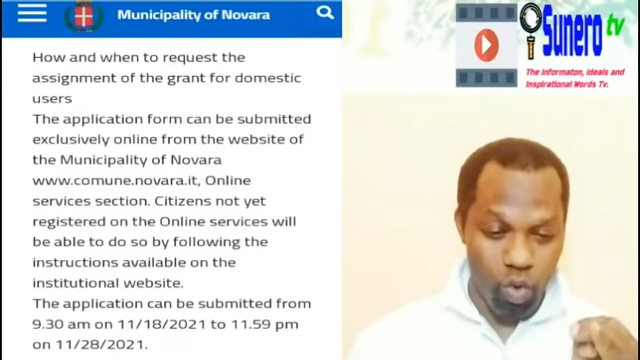 Municipality of Novara
How and when to request the
assignment of the grant for domestic
users
The application form can be submitted
exclusively online from the website of
the Municipality of Novara
www.comune.novara.it, Online
services section. Citizens not yet
registered on the Online services will
be able to do so by following the
instructions available on the
institutional website.
The application can be submitted from
9.30 am on 11/18/2021 to 11.59 pm
on 11/28/2021.
Sunero tv
The Informaton, Ideals and
Inspirational Words Tv.